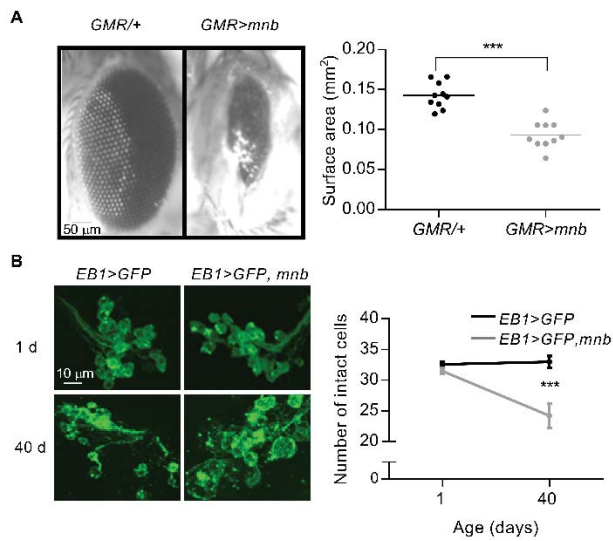 A
GMR/+ GMR>mnb
50 µm
Surface area (mm²)
0.20
0.15
0.10
0.05
0.00
***
GMR/+ GMR>mnb
B
EB1>GFP EB1>GFP, mnb
1 d
10 µm
40 d
Number of intact cells
40
35
30
25
20
0
EB1>GFP
EB1>GFP,mnb
***
1 40
Age (days)